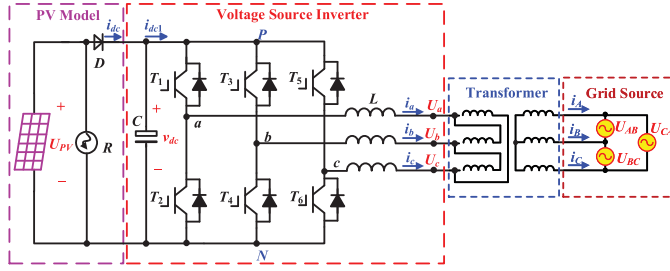 PV Model
Voltage Source Inverter
Transformer
Grid Source
i_dc
i_dc1
P
D
T1
T3
T5
L
i_a
U_a
i_A
+
U_PV
−
R
C
+
v_dc
−
a
b
c
i_b
U_b
i_B
U_AB
i_c
U_c
i_C
U_BC
T2
T4
T6
N